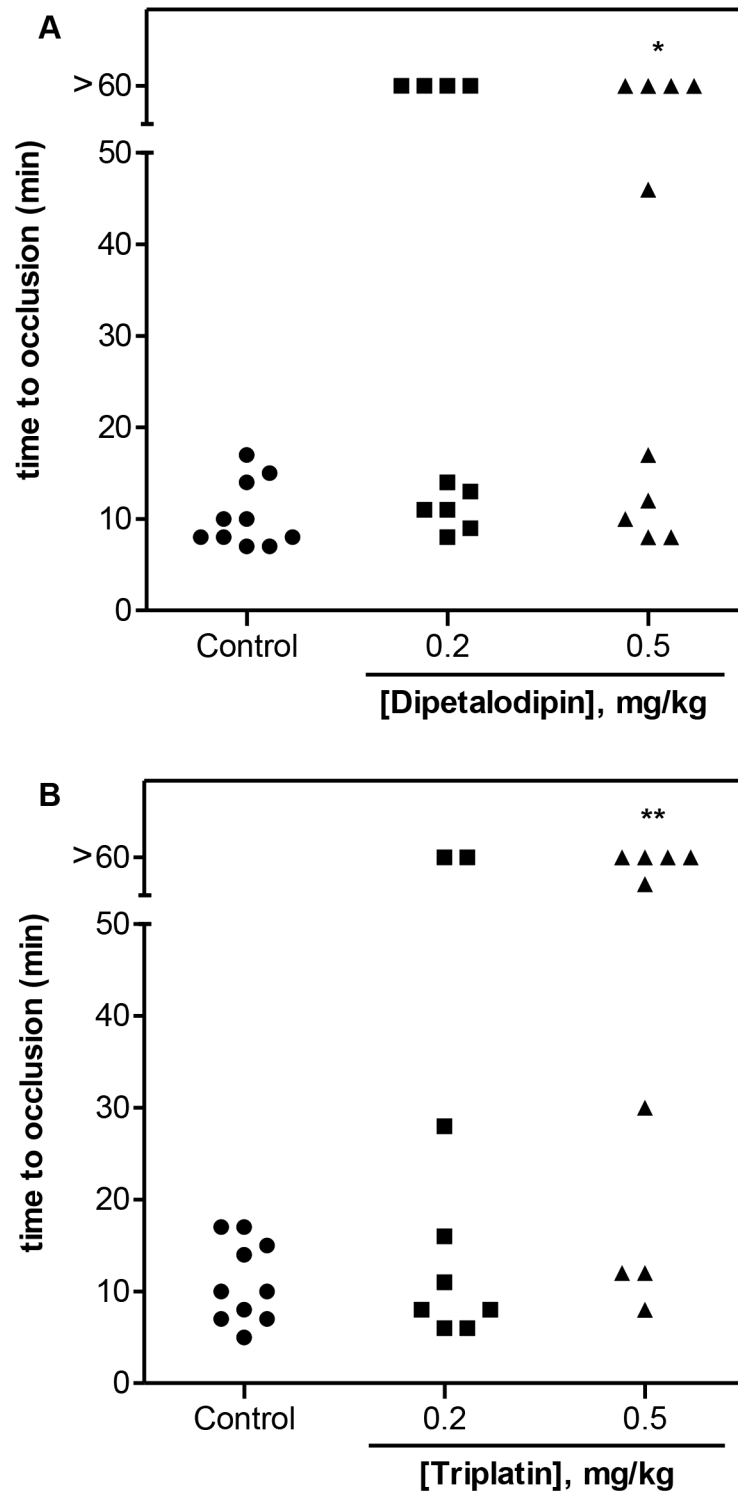 A
*
>60
50
40
30
20
10
0
time to occlusion (min)
Control 0.2 0.5
[Dipetalodipin], mg/kg
B
**
>60
50
40
30
20
10
0
time to occlusion (min)
Control 0.2 0.5
[Triplatin], mg/kg